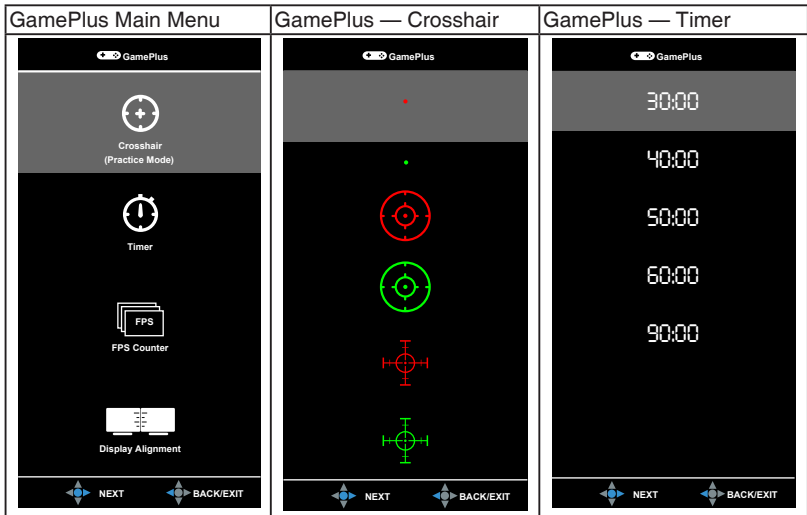 GamePlus Main Menu
GamePlus
Crosshair
(Practice Mode)
Timer
FPS
FPS Counter
Display Alignment
NEXT BACK/EXIT
GamePlus — Crosshair
GamePlus
NEXT BACK/EXIT
GamePlus — Timer
GamePlus
30:00
40:00
50:00
60:00
90:00
NEXT BACK/EXIT